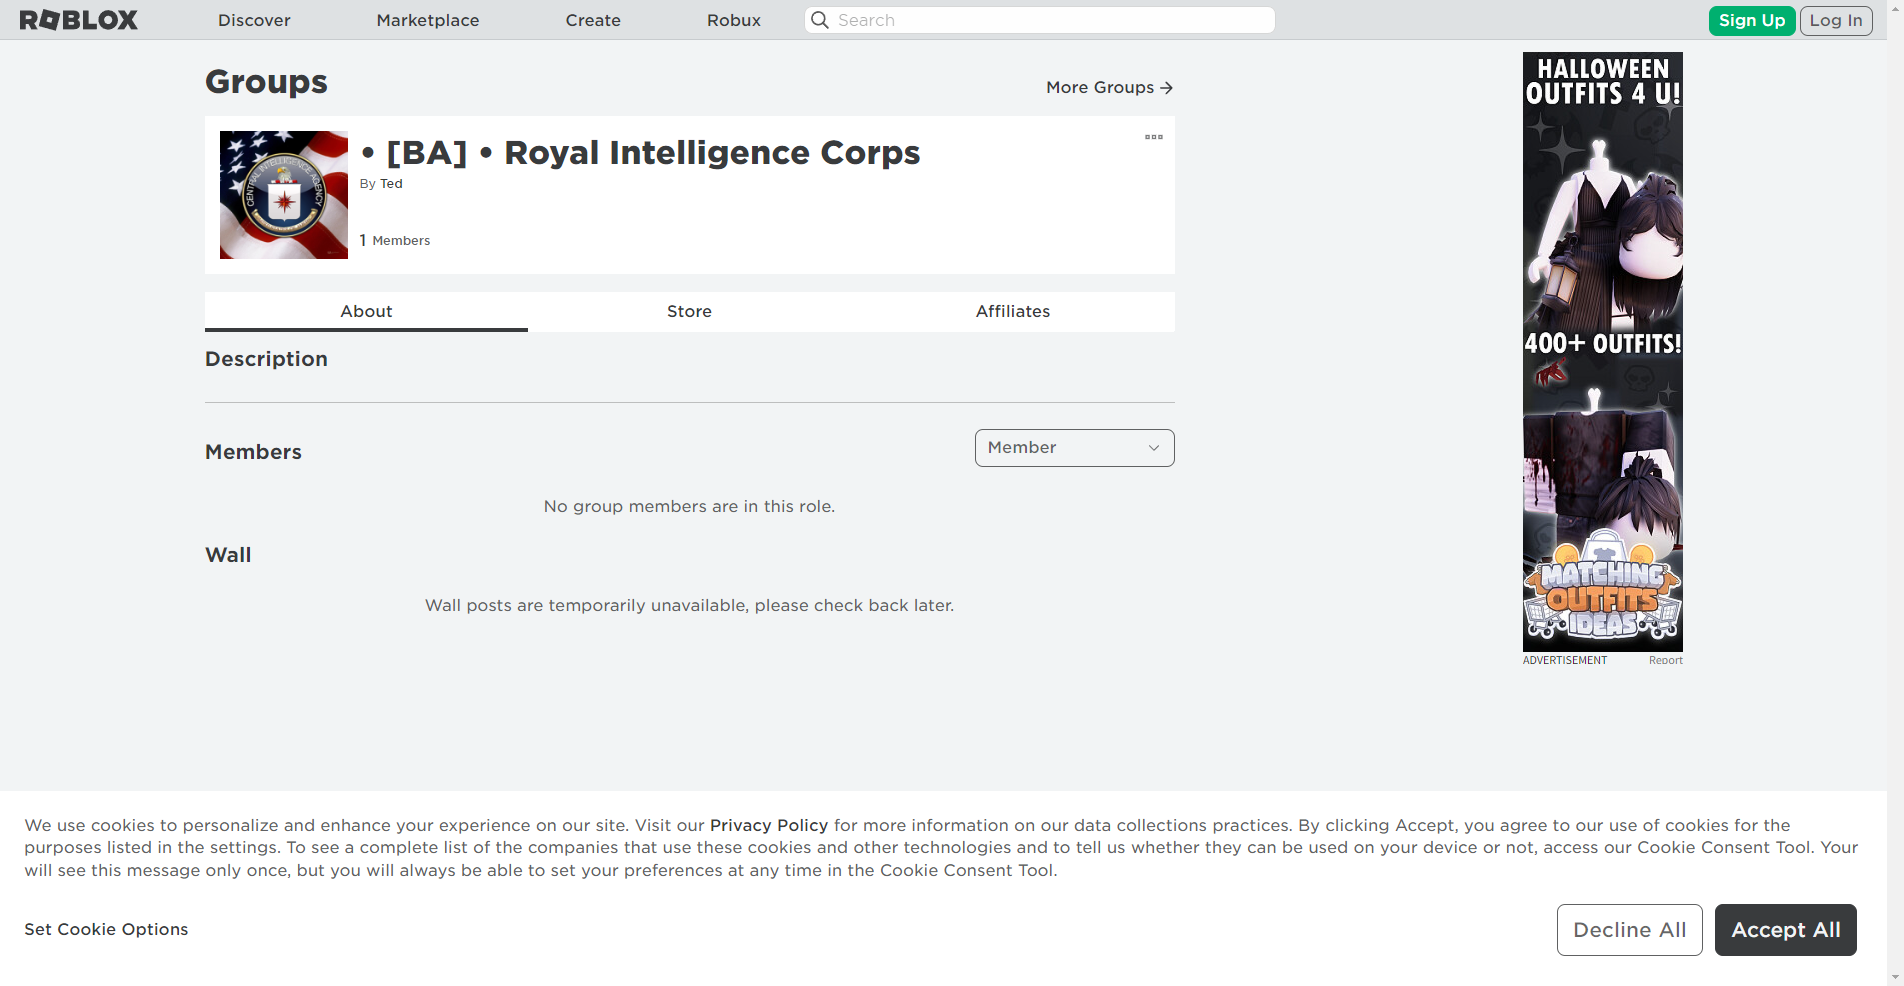 ROBLOX
Discover
Marketplace
Create
Robux
Search
Sign Up
Log In
Groups
More Groups
• [BA] • Royal Intelligence Corps
By Ted
1 Members
CENTRAL INTELLIGENCE AGENCY
About
Store
Affiliates
Description
Members
Member
No group members are in this role.
Wall
Wall posts are temporarily unavailable, please check back later.
HALLOWEEN
OUTFITS 4 U!
400+ OUTFITS!
MATCHING
OUTFITS
IDEAS
ADVERTISEMENT
Report
We use cookies to personalize and enhance your experience on our site. Visit our Privacy Policy for more information on our data collections practices. By clicking Accept, you agree to our use of cookies for the
purposes listed in the settings. To see a complete list of the companies that use these cookies and other technologies and to tell us whether they can be used on your device or not, access our Cookie Consent Tool. Your
will see this message only once, but you will always be able to set your preferences at any time in the Cookie Consent Tool.
Set Cookie Options
Decline All
Accept All